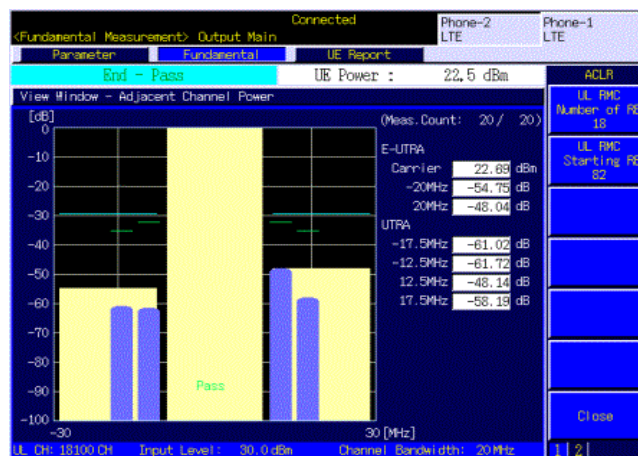 Connected
Phone-2
LTE
Phone-1
LTE
<Fundamental Measurement> Output Main
Parameter
Fundamental
UE Report
End - Pass
UE Power : 22.5 dBm
ACLR
View Window - Adjacent Channel Power
UL RMC
Number of RB
18
UL RMC
Starting RB
82
[dB]
(Meas.Count: 20/ 20)
0
-10
-20
-30
-40
-50
-60
-70
-80
-90
-100
E-UTRA
Carrier 22.69 dBm
-20MHz -54.75 dB
20MHz -48.04 dB
UTRA
-17.5MHz -61.02 dB
-12.5MHz -61.72 dB
12.5MHz -48.14 dB
17.5MHz -58.19 dB
Pass
-30
30 [MHz]
Close
UL CH: 18100 CH Input Level: 30.0 dBm Channel Bandwidth: 20 MHz
1 2